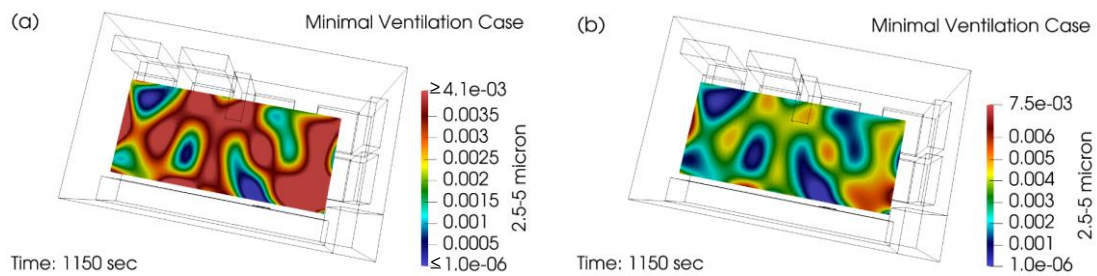 (a)
Minimal Ventilation Case
≥ 4.1e-03
0.0035
0.003
0.0025
0.002
0.0015
0.001
0.0005
≤ 1.0e-06
2.5-5 micron
Time: 1150 sec
(b)
Minimal Ventilation Case
7.5e-03
0.006
0.005
0.004
0.003
0.002
0.001
1.0e-06
2.5-5 micron
Time: 1150 sec